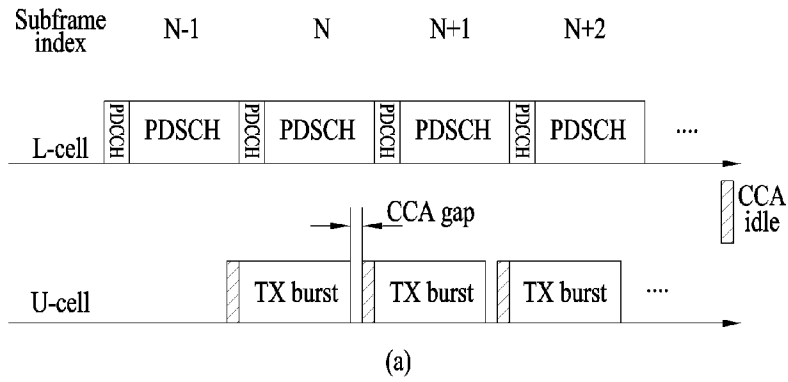 Subframe
index
N-1 N N+1 N+2
PDCCH PDSCH PDCCH PDSCH PDCCH PDSCH PDCCH PDSCH ....
L-cell
CCA gap
CCA
idle
TX burst TX burst TX burst ....
U-cell
(a)